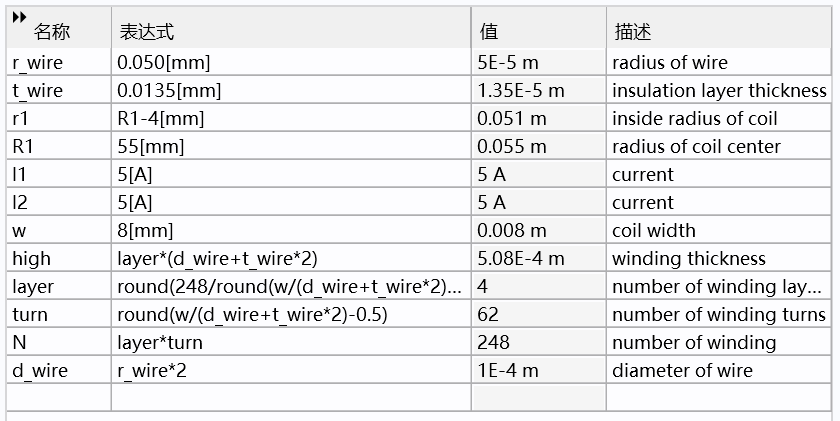 名称 表达式 值 描述
r_wire 0.050[mm] 5E-5 m radius of wire
t_wire 0.0135[mm] 1.35E-5 m insulation layer thickness
r1 R1-4[mm] 0.051 m inside radius of coil
R1 55[mm] 0.055 m radius of coil center
I1 5[A] 5 A current
I2 5[A] 5 A current
w 8[mm] 0.008 m coil width
high layer*(d_wire+t_wire*2) 5.08E-4 m winding thickness
layer round(248/round(w/(d_wire+t_wire*2)... 4 number of winding lay...
turn round(w/(d_wire+t_wire*2)-0.5) 62 number of winding turns
N layer*turn 248 number of winding
d_wire r_wire*2 1E-4 m diameter of wire